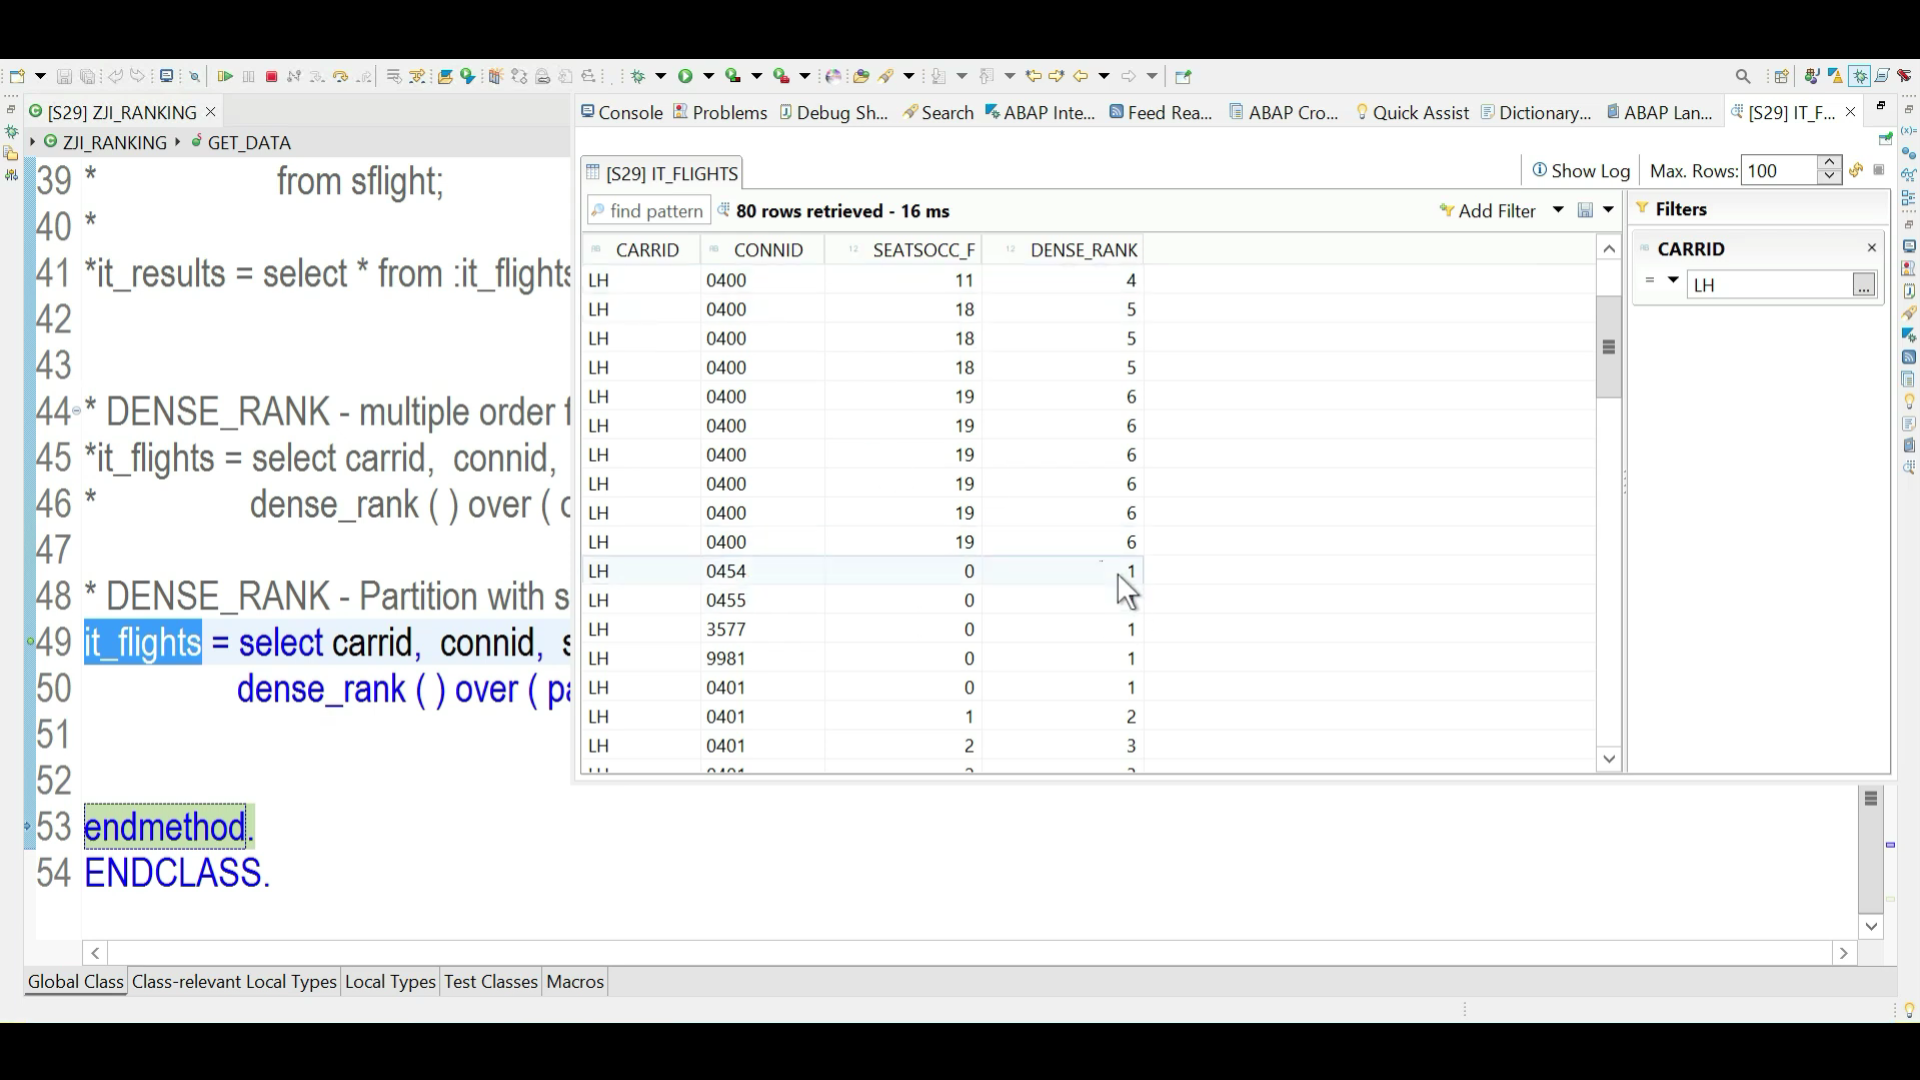 [S29] ZJI_RANKING
ZJI_RANKING GET_DATA
39 * from sflight;
40 *
41 *it_results = select * from :it_flights
42
43
44 * DENSE_RANK - multiple order f
45 *it_flights = select carrid, connid,
46 * dense_rank ( ) over ( o
47
48 * DENSE_RANK - Partition with s
49 it_flights = select carrid, connid, s
50 dense_rank ( ) over ( pa
51
52
53 endmethod.
54 ENDCLASS.
Global Class Class-relevant Local Types Local Types Test Classes Macros
Console Problems Debug Sh... Search ABAP Inte... Feed Rea... ABAP Cro... Quick Assist Dictionary... ABAP Lan... [S29] IT_F...
[S29] IT_FLIGHTS Show Log Max. Rows: 100
find pattern 80 rows retrieved - 16 ms Add Filter
CARRID CONNID SEATSOCC_F DENSE_RANK
LH 0400 11 4
LH 0400 18 5
LH 0400 18 5
LH 0400 18 5
LH 0400 19 6
LH 0400 19 6
LH 0400 19 6
LH 0400 19 6
LH 0400 19 6
LH 0400 19 6
LH 0454 0 1
LH 0455 0
LH 3577 0 1
LH 9981 0 1
LH 0401 0 1
LH 0401 1 2
LH 0401 2 3
Filters
CARRID
= LH ...